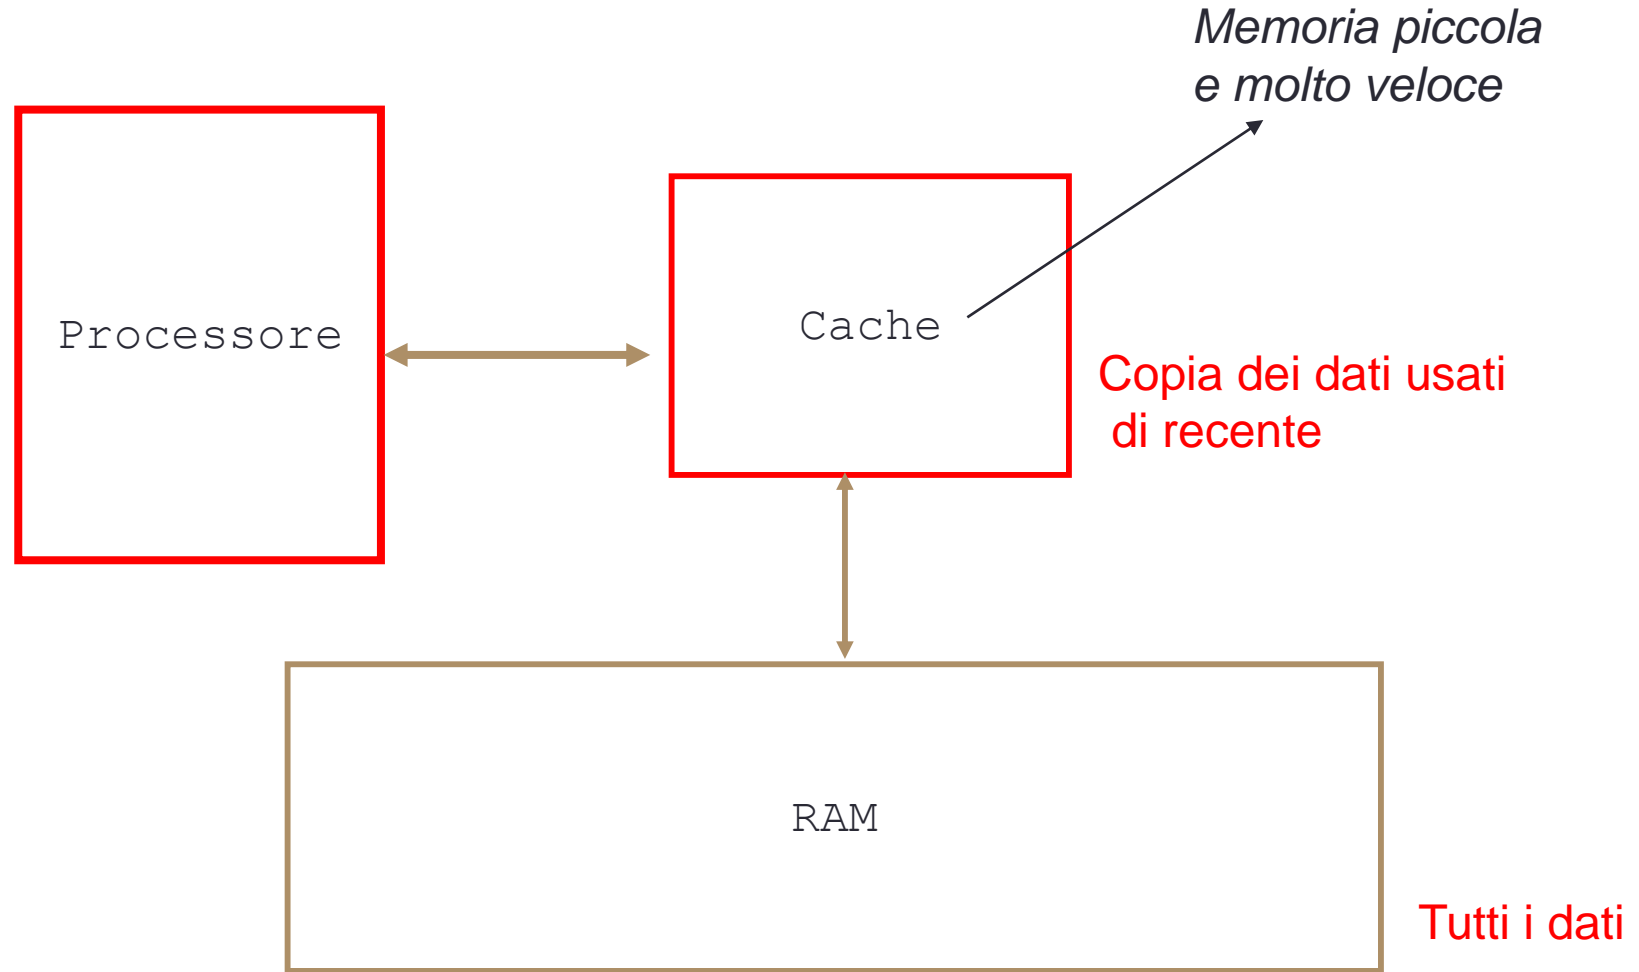 Memoria piccola
e molto veloce
Processore
Cache
Copia dei dati usati
di recente
RAM
Tutti i dati